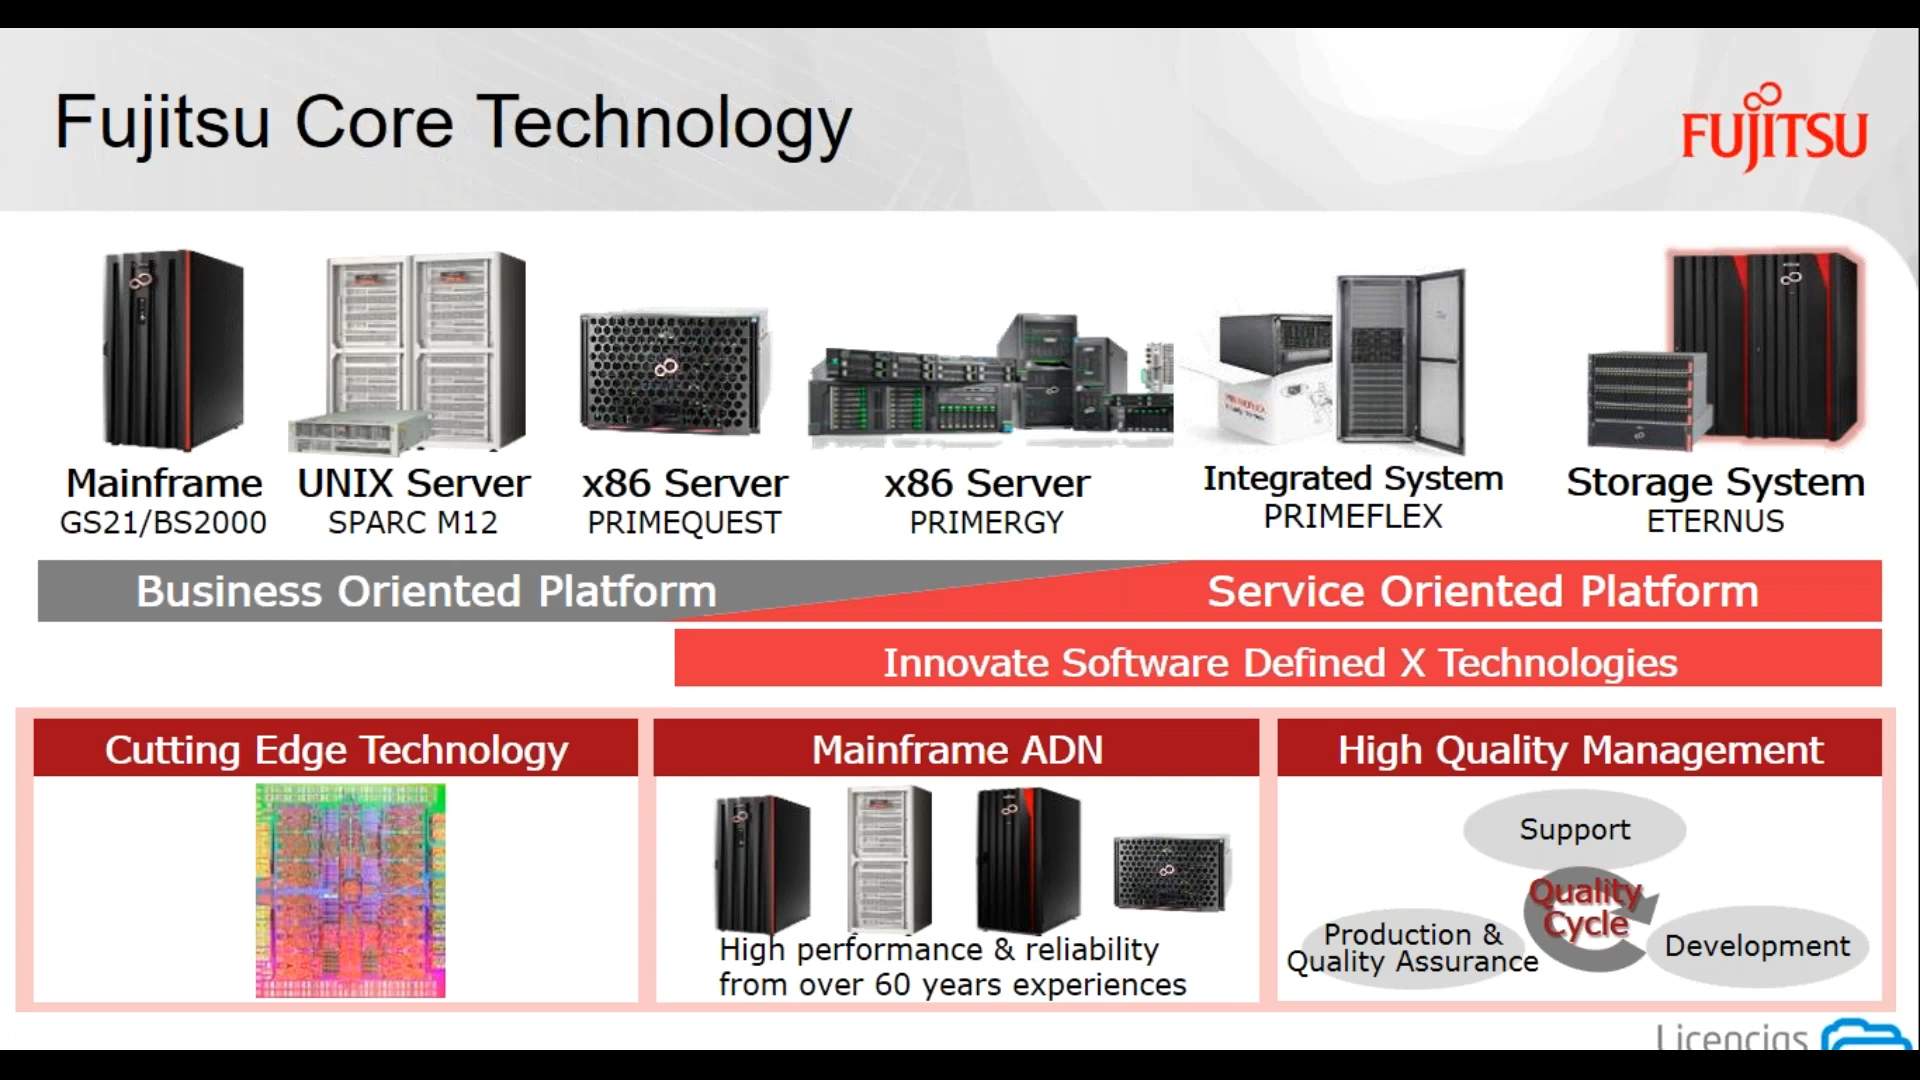 Fujitsu Core Technology
FUJITSU
Mainframe
GS21/BS2000
UNIX Server
SPARC M12
x86 Server
PRIMEQUEST
x86 Server
PRIMERGY
Integrated System
PRIMEFLEX
Storage System
ETERNUS
Business Oriented Platform
Service Oriented Platform
Innovate Software Defined X Technologies
Cutting Edge Technology
Mainframe ADN
High performance & reliability
from over 60 years experiences
High Quality Management
Support
Quality
Cycle
Production &
Quality Assurance
Development
Licencias